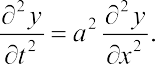 ∂²y/∂t² = a² ∂²y/∂x².